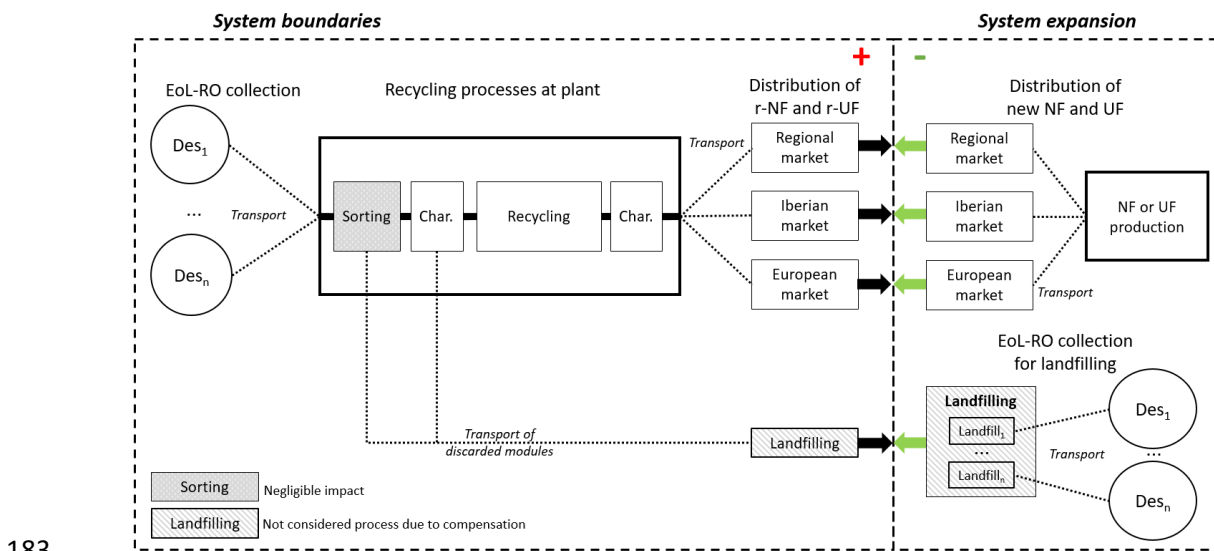 System boundaries
System expansion
+
-
EoL-RO collection
Recycling processes at plant
Distribution of
r-NF and r-UF
Distribution of
new NF and UF
Des1
...
Desn
Transport
Sorting
Char.
Recycling
Char.
Transport
Regional
market
Iberian
market
European
market
Regional
market
Iberian
market
European
market
NF or UF
production
Transport
EoL-RO collection
for landfilling
Transport of
discarded modules
Landfilling
Landfilling
Landfill1
...
Landfilln
Transport
Des1
...
Desn
Sorting
Negligible impact
Landfilling
Not considered process due to compensation
183